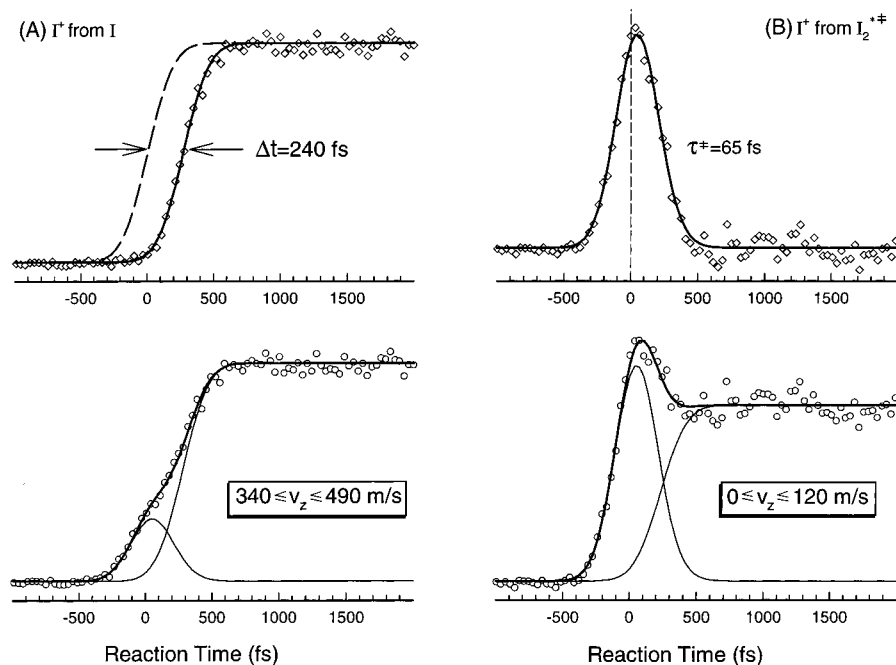 (A) I⁺ from I
Δt=240 fs
-500 0 500 1000 1500
(B) I⁺ from I₂*‡
τ‡=65 fs
-500 0 500 1000 1500
340 ≤ v_z ≤ 490 m/s
-500 0 500 1000 1500
Reaction Time (fs)
0 ≤ v_z ≤ 120 m/s
-500 0 500 1000 1500
Reaction Time (fs)